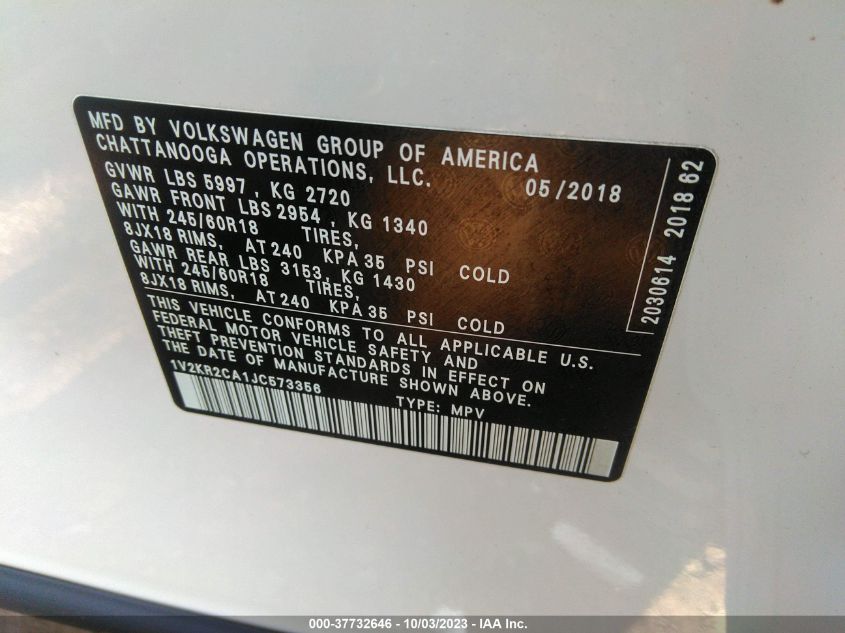 MFD BY VOLKSWAGEN GROUP OF AMERICA
CHATTANOOGA OPERATIONS, LLC.
05/2018
GVWR LBS 5997, KG 2720
GAWR FRONT LBS 2954, KG 1340
WITH 245/60R18 TIRES,
8JX18 RIMS, AT 240 KPA 35 PSI COLD
GAWR REAR LBS 3153, KG 1430
WITH 245/60R18 TIRES,
8JX18 RIMS, AT 240 KPA 35 PSI COLD
THIS VEHICLE CONFORMS TO ALL APPLICABLE U.S.
FEDERAL MOTOR VEHICLE SAFETY AND
THEFT PREVENTION STANDARDS IN EFFECT ON
THE DATE OF MANUFACTURE SHOWN ABOVE.
1V2KR2CA1JC573356
TYPE: MPV
2030614 2018 62
000-37732646 - 10/03/2023 - IAA Inc.